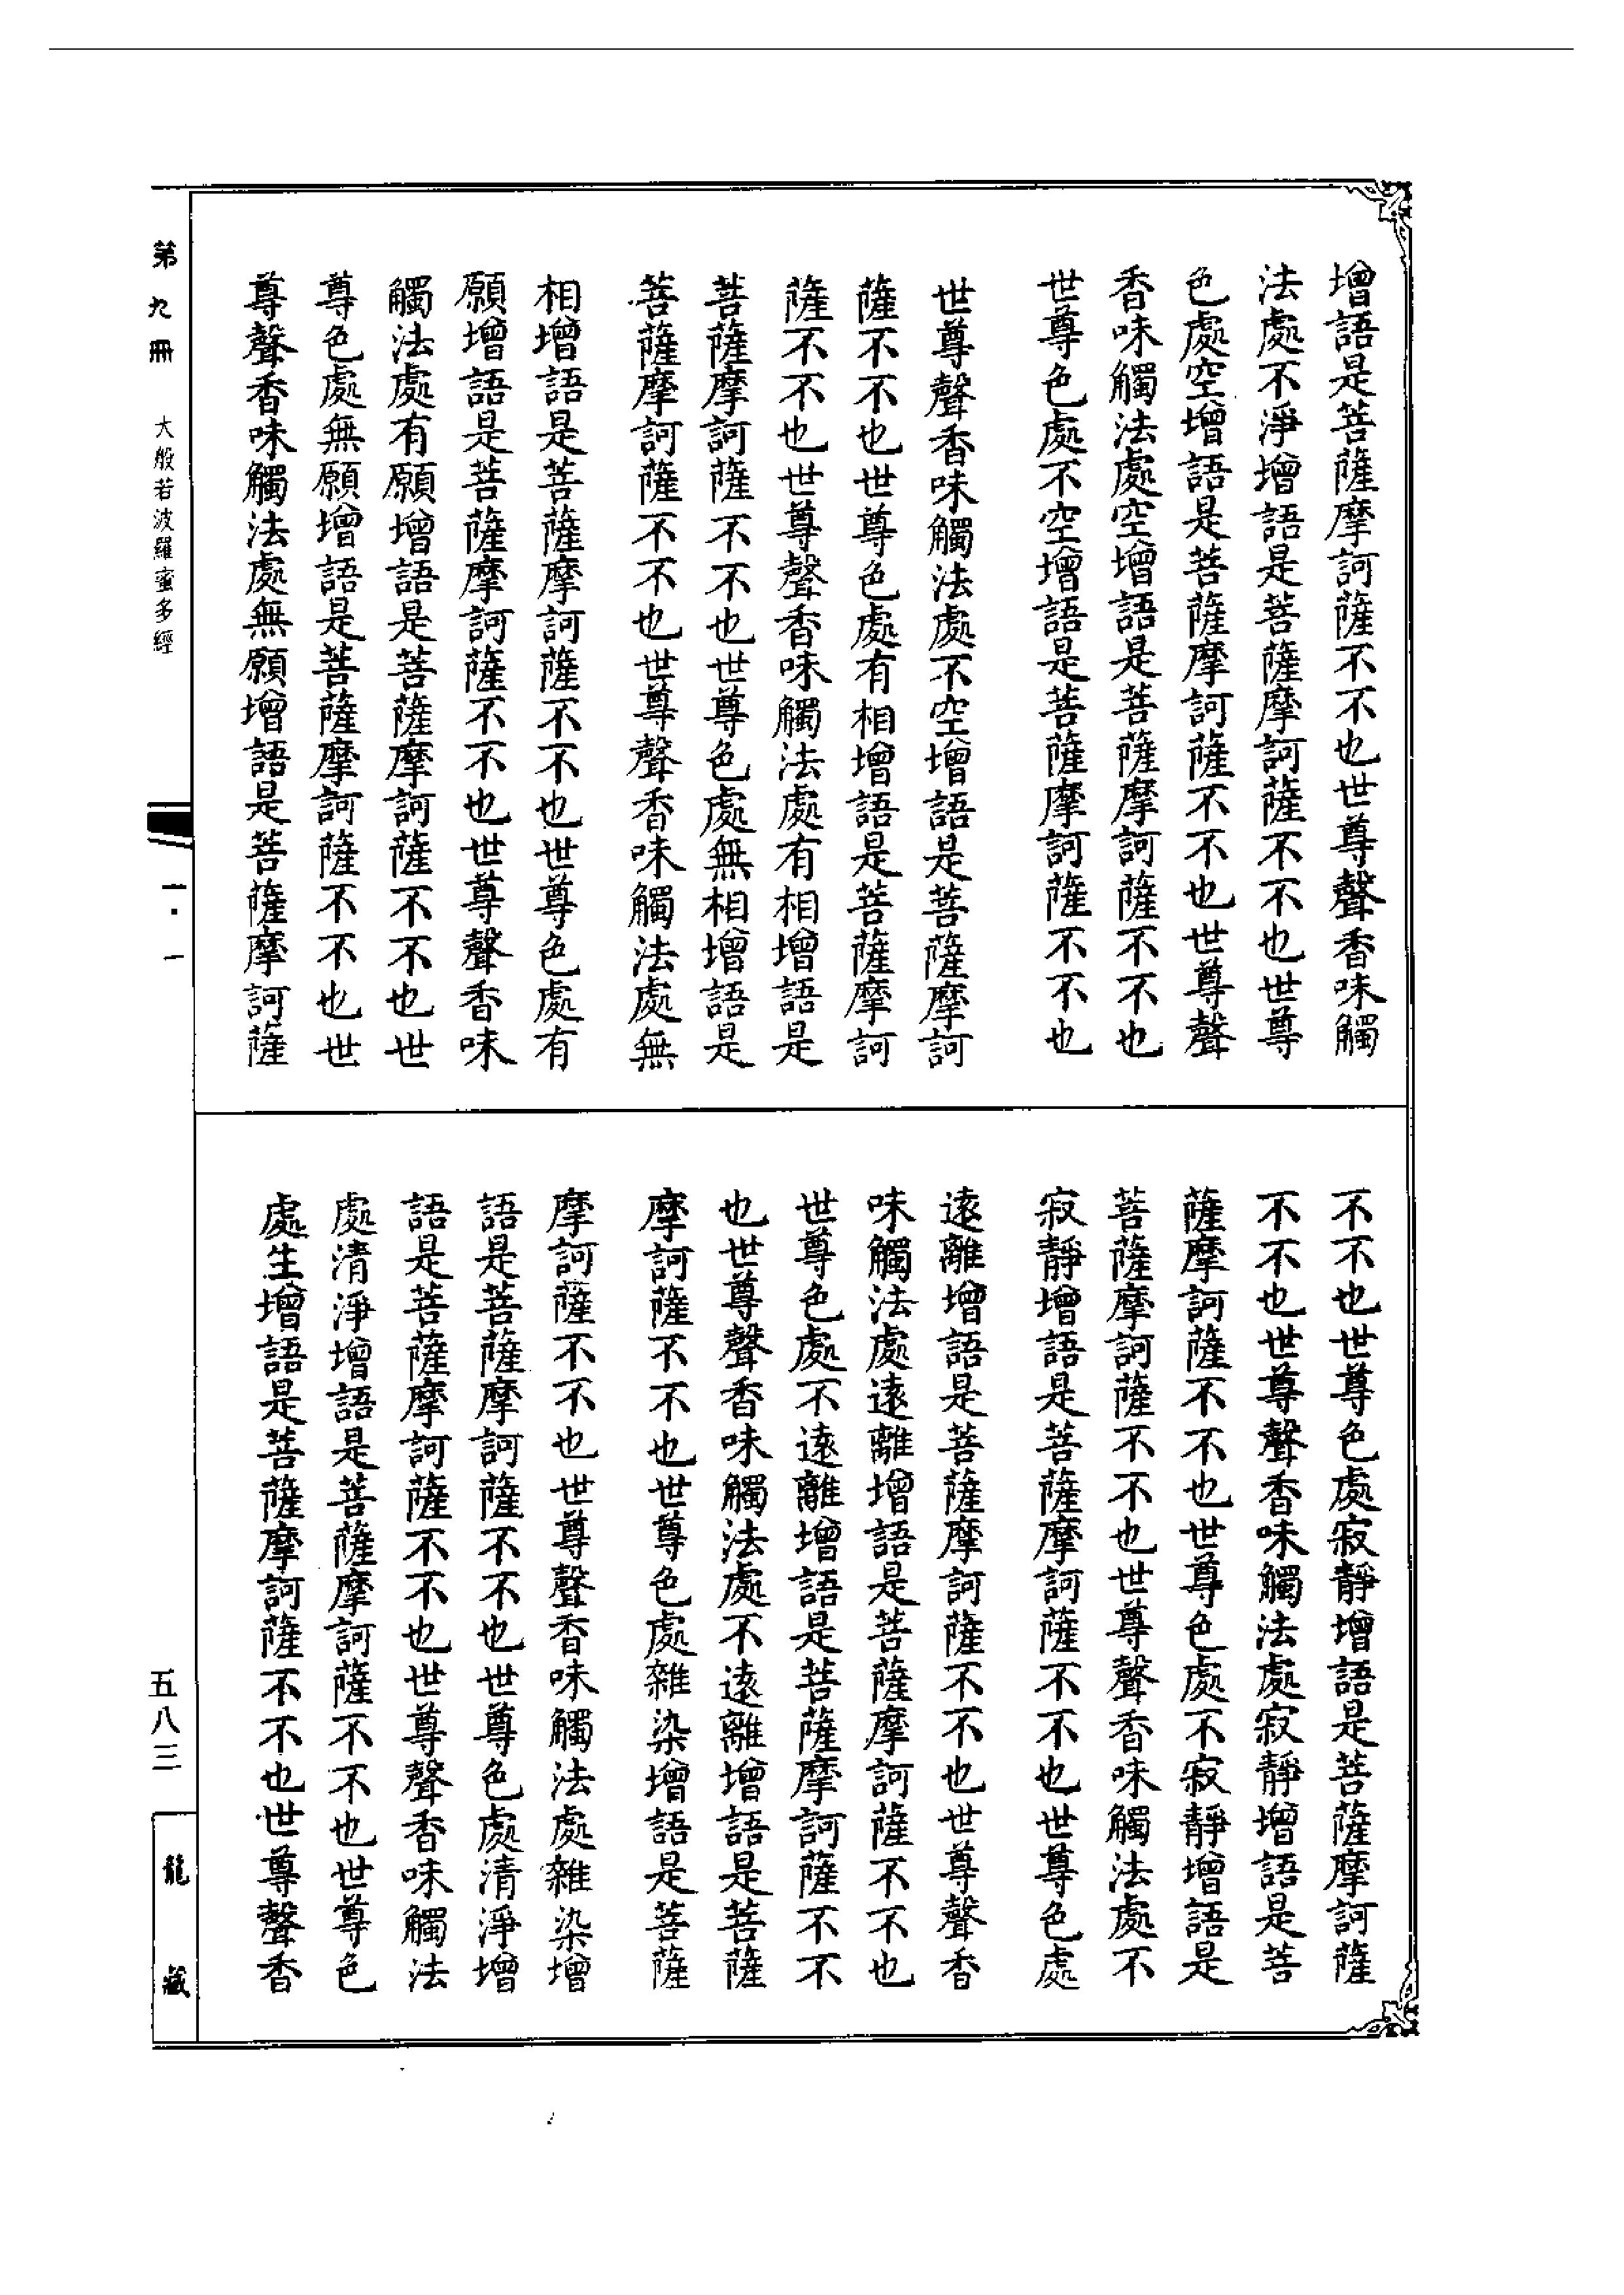 增語是菩薩摩訶薩不不也世尊聲香味觸
法處不淨增語是菩薩摩訶薩不不也世尊
色處空增語是菩薩摩訶薩不不也世尊聲
香味觸法處空增語是菩薩摩訶薩不不也
世尊色處不空增語是菩薩摩訶薩不不也
世尊聲香味觸法處不空增語是菩薩摩訶
薩不不也世尊色處有相增語是菩薩摩訶
薩不不也世尊聲香味觸法處有相增語是
菩薩摩訶薩不不也世尊色處無相增語是
菩薩摩訶薩不不也世尊聲香味觸法處無
相增語是菩薩摩訶薩不不也世尊色處有
願增語是菩薩摩訶薩不不也世尊聲香味
觸法處有願增語是菩薩摩訶薩不不也世
尊色處無願增語是菩薩摩訶薩不不也世
尊聲香味觸法處無願增語是菩薩摩訶薩
不不也世尊色處寂靜增語是菩薩摩訶薩
不不也世尊聲香味觸法處寂靜增語是菩
薩摩訶薩不不也世尊色處不寂靜增語是
菩薩摩訶薩不不也世尊聲香味觸法處不
寂靜增語是菩薩摩訶薩不不也世尊色處
遠離增語是菩薩摩訶薩不不也世尊聲香
味觸法處遠離增語是菩薩摩訶薩不不也
世尊色處不遠離增語是菩薩摩訶薩不不
也世尊聲香味觸法處不遠離增語是菩薩
摩訶薩不不也世尊色處雜染增語是菩薩
摩訶薩不不也世尊聲香味觸法處雜染增
語是菩薩摩訶薩不不也世尊色處清淨增
語是菩薩摩訶薩不不也世尊聲香味觸法
處清淨增語是菩薩摩訶薩不不也世尊色
處生增語是菩薩摩訶薩不不也世尊聲香
第九冊 大般若波羅蜜多經
一·一
五八三
龍藏